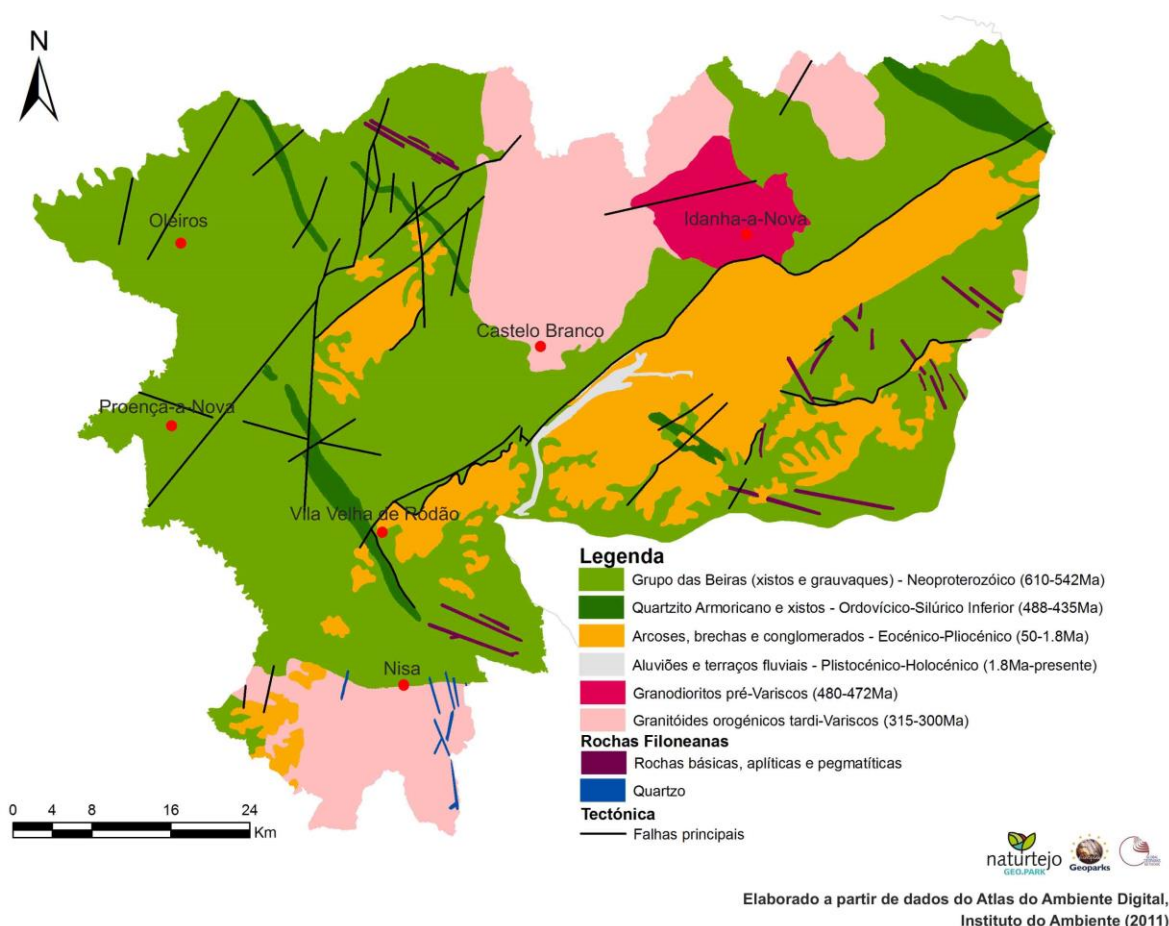 N
Oleiros
Idanha-a-Nova
Castelo Branco
Proença-a-Nova
Vila Velha de Rodão
Nisa
Legenda
Grupo das Beiras (xistos e grauvaques) - Neoproterozóico (610-542Ma)
Quartzito Armoricano e xistos - Ordovícico-Silúrico Inferior (488-435Ma)
Arcoses, brechas e conglomerados - Eocénico-Pliocénico (50-1.8Ma)
Aluviões e terraços fluviais - Plistocénico-Holocénico (1.8Ma-presente)
Granodioritos pré-Variscos (480-472Ma)
Granitóides orogénicos tardi-Variscos (315-300Ma)
Rochas Filoneanas
Rochas básicas, aplíticas e pegmatíticas
Quartzo
Tectónica
Falhas principais
0 4 8 16 24
Km
naturtejo
GEO.PARK
Geoparks
Elaborado a partir de dados do Atlas do Ambiente Digital,
Instituto do Ambiente (2011)